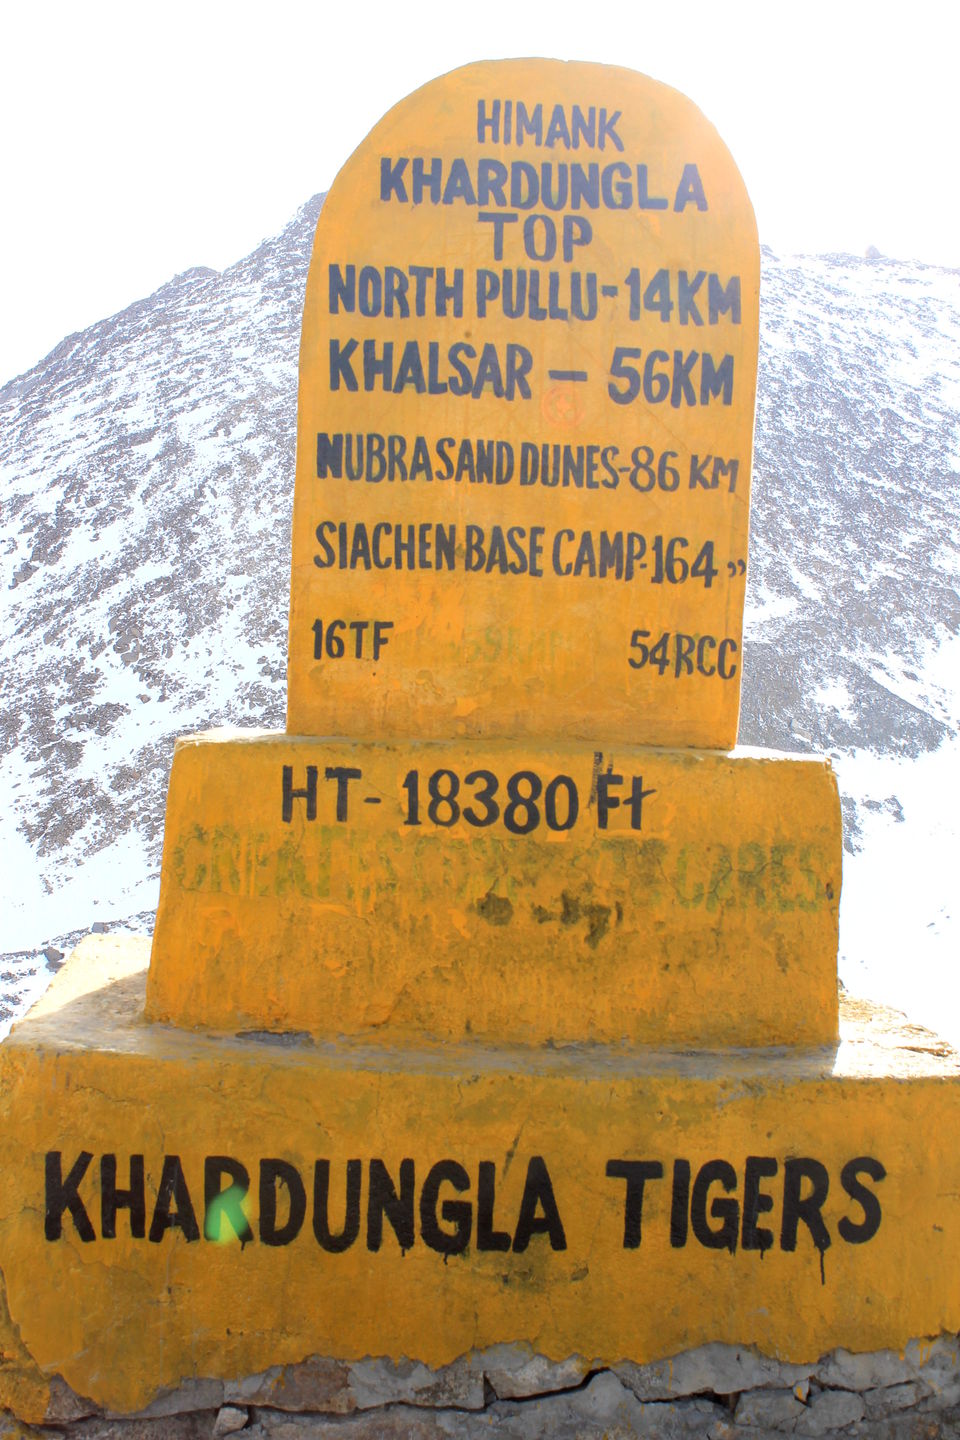 HIMANK
KHARDUNGLA
TOP
NORTH PULLU-14KM
KHALSAR - 56KM
NUBRA SAND DUNES-86 KM
SIACHEN BASE CAMP-164 ,,
16TF 54RCC
HT-18380 Ft
KHARDUNGLA TIGERS